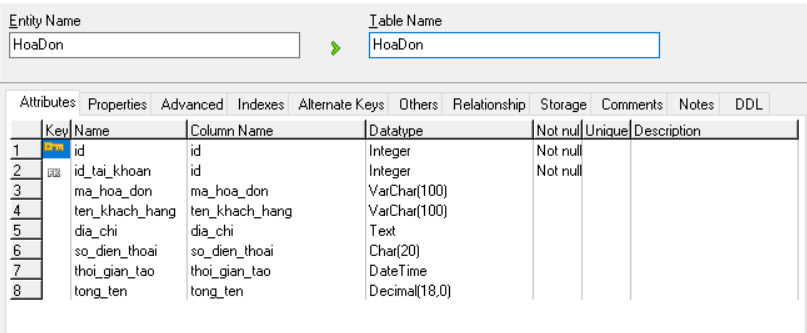 Entity Name Table Name
HoaDon HoaDon
Attributes Properties Advanced Indexes Alternate Keys Others Relationship Storage Comments Notes DDL
Key Name Column Name Datatype Not nul Unique Description
1 id id Integer Not null
2 FK id_tai_khoan id Integer Not null
3 ma_hoa_don ma_hoa_don VarChar(100)
4 ten_khach_hang ten_khach_hang VarChar(100)
5 dia_chi dia_chi Text
6 so_dien_thoai so_dien_thoai Char(20)
7 thoi_gian_tao thoi_gian_tao DateTime
8 tong_ten tong_ten Decimal(18,0)